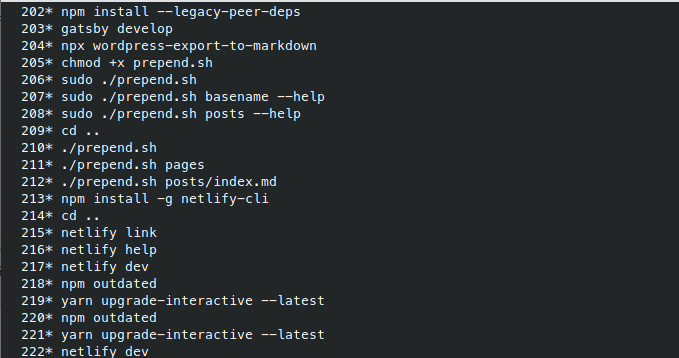 202* npm install --legacy-peer-deps
203* gatsby develop
204* npx wordpress-export-to-markdown
205* chmod +x prepend.sh
206* sudo ./prepend.sh
207* sudo ./prepend.sh basename --help
208* sudo ./prepend.sh posts --help
209* cd ..
210* ./prepend.sh
211* ./prepend.sh pages
212* ./prepend.sh posts/index.md
213* npm install -g netlify-cli
214* cd ..
215* netlify link
216* netlify help
217* netlify dev
218* npm outdated
219* yarn upgrade-interactive --latest
220* npm outdated
221* yarn upgrade-interactive --latest
222* netlify dev